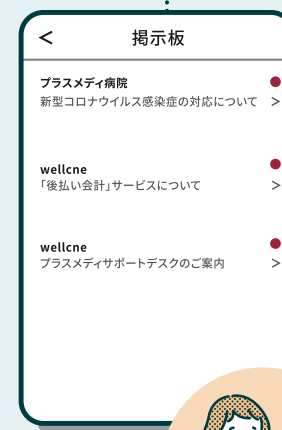 掲示板
プラスメディ病院
新型コロナウイルス感染症の対応について
wellcne
「後払い会計」サービスについて
wellcne
プラスメディサポートデスクのご案内